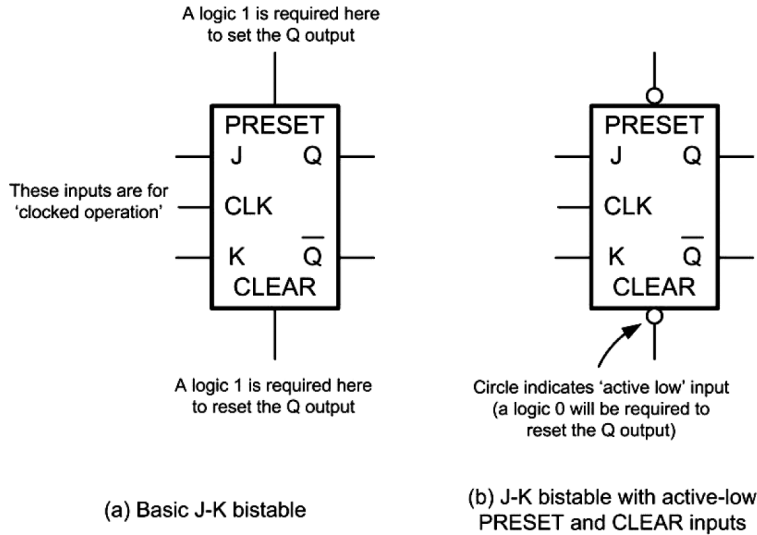 A logic 1 is required here
to set the Q output
PRESET
J Q
These inputs are for
'clocked operation'
CLK
K Q̅
CLEAR
A logic 1 is required here
to reset the Q output
(a) Basic J-K bistable
PRESET
J Q
CLK
K Q̅
CLEAR
Circle indicates 'active low' input
(a logic 0 will be required to
reset the Q output)
(b) J-K bistable with active-low
PRESET and CLEAR inputs